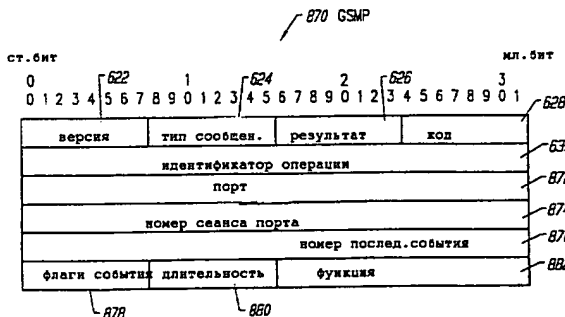 870 GSMP
ст.бит мл.бит
0 1 2 3
622 624 626
0 1 2 3 4 5 6 7 8 9 0 1 2 3 4 5 6 7 8 9 0 1 2 3 4 5 6 7 8 9 0 1
628
версия тип сообщен. результат код
идентификатор операции
порт
874
номер сеанса порта
номер послед.события
882
флаги события длительность функция
878 880